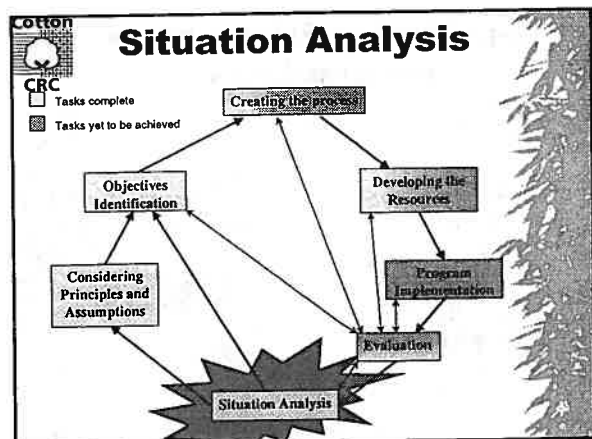 Cotton
CRC
Situation Analysis
Tasks complete
Tasks yet to be achieved
Creating the process
Objectives
Identification
Developing the
Resources
Considering
Principles and
Assumptions
Program
Implementation
Evaluation
Situation Analysis